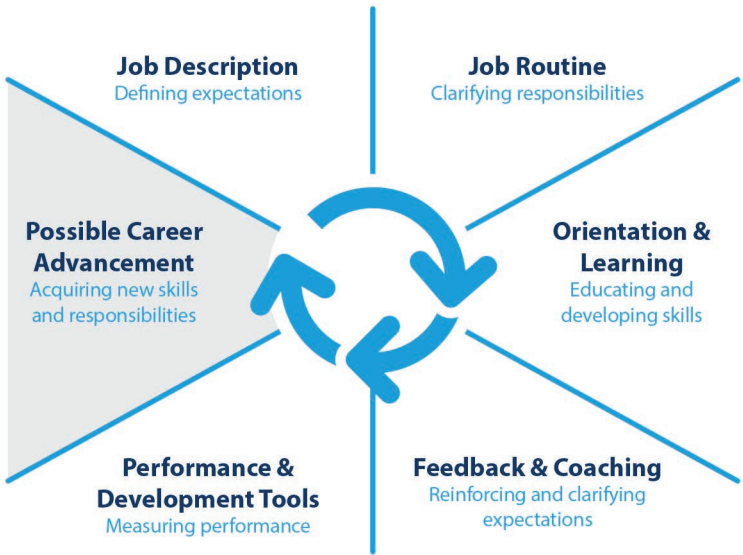 Job Description
Defining expectations
Job Routine
Clarifying responsibilities
Orientation &
Learning
Educating and
developing skills
Feedback & Coaching
Reinforcing and clarifying
expectations
Performance &
Development Tools
Measuring performance
Possible Career
Advancement
Acquiring new skills
and responsibilities